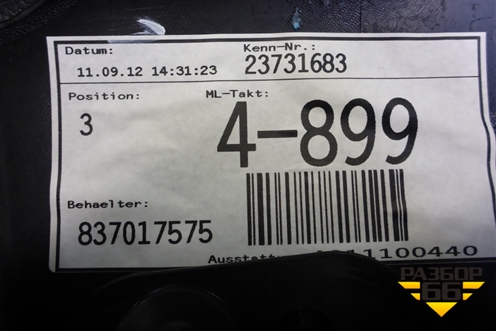 Datum:
Kenn-Nr.:
11.09.12 14:31:23
23731683
Position:
ML-Takt:
3
4-899
Behaelter:
837017575
11100440
РАЗБОР
66